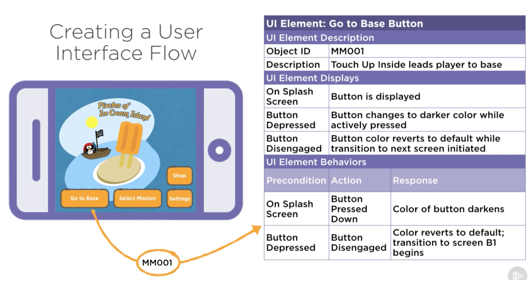 Creating a User
Interface Flow
Pirates of
Ice Cream Island!
Shop
Go to Base
Select Mission
Settings
MM001
UI Element: Go to Base Button
UI Element Description
Object ID MM001
Description Touch Up Inside leads player to base
UI Element Displays
On Splash Screen Button is displayed
Button Depressed Button changes to darker color while actively pressed
Button Disengaged Button color reverts to default while transition to next screen initiated
UI Element Behaviors
Precondition Action Response
On Splash Screen Button Pressed Down Color of button darkens
Button Depressed Button Disengaged Color reverts to default; transition to screen B1 begins